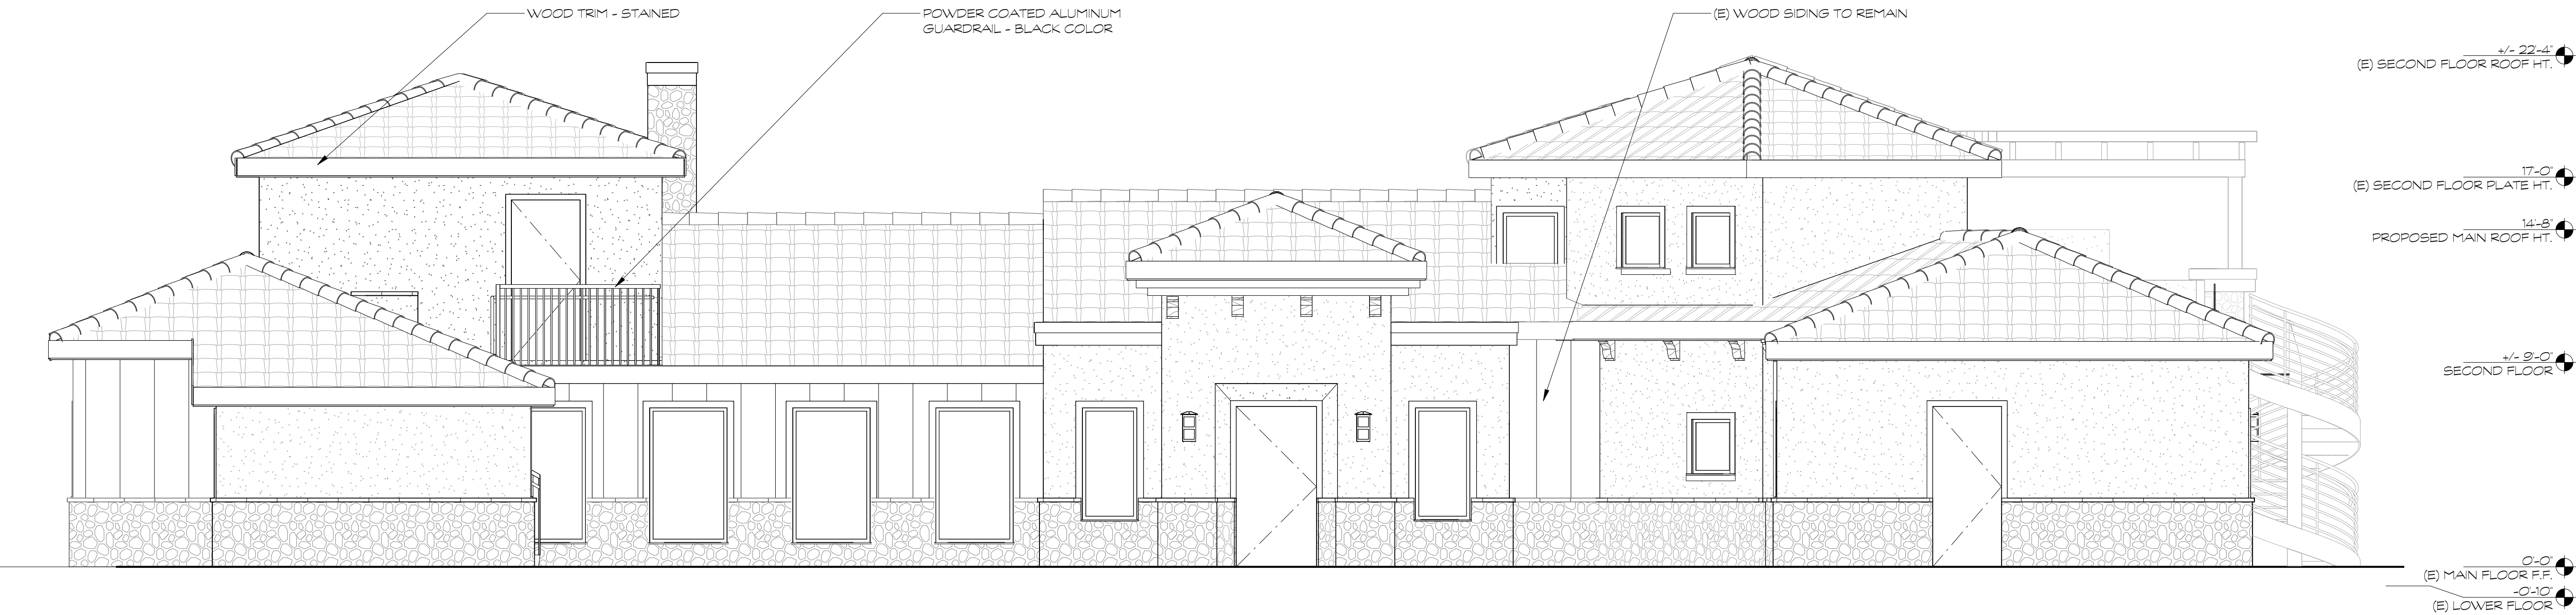 WOOD TRIM - STAINED
POWDER COATED ALUMINUM
GUARDRAIL - BLACK COLOR
(E) WOOD SIDING TO REMAIN
+/- 22'-4"
(E) SECOND FLOOR ROOF HT.
17'-0"
(E) SECOND FLOOR PLATE HT.
14'-8"
PROPOSED MAIN ROOF HT.
+/- 9'-0"
SECOND FLOOR
0'-0"
(E) MAIN FLOOR F.F.
-0'-10"
(E) LOWER FLOOR